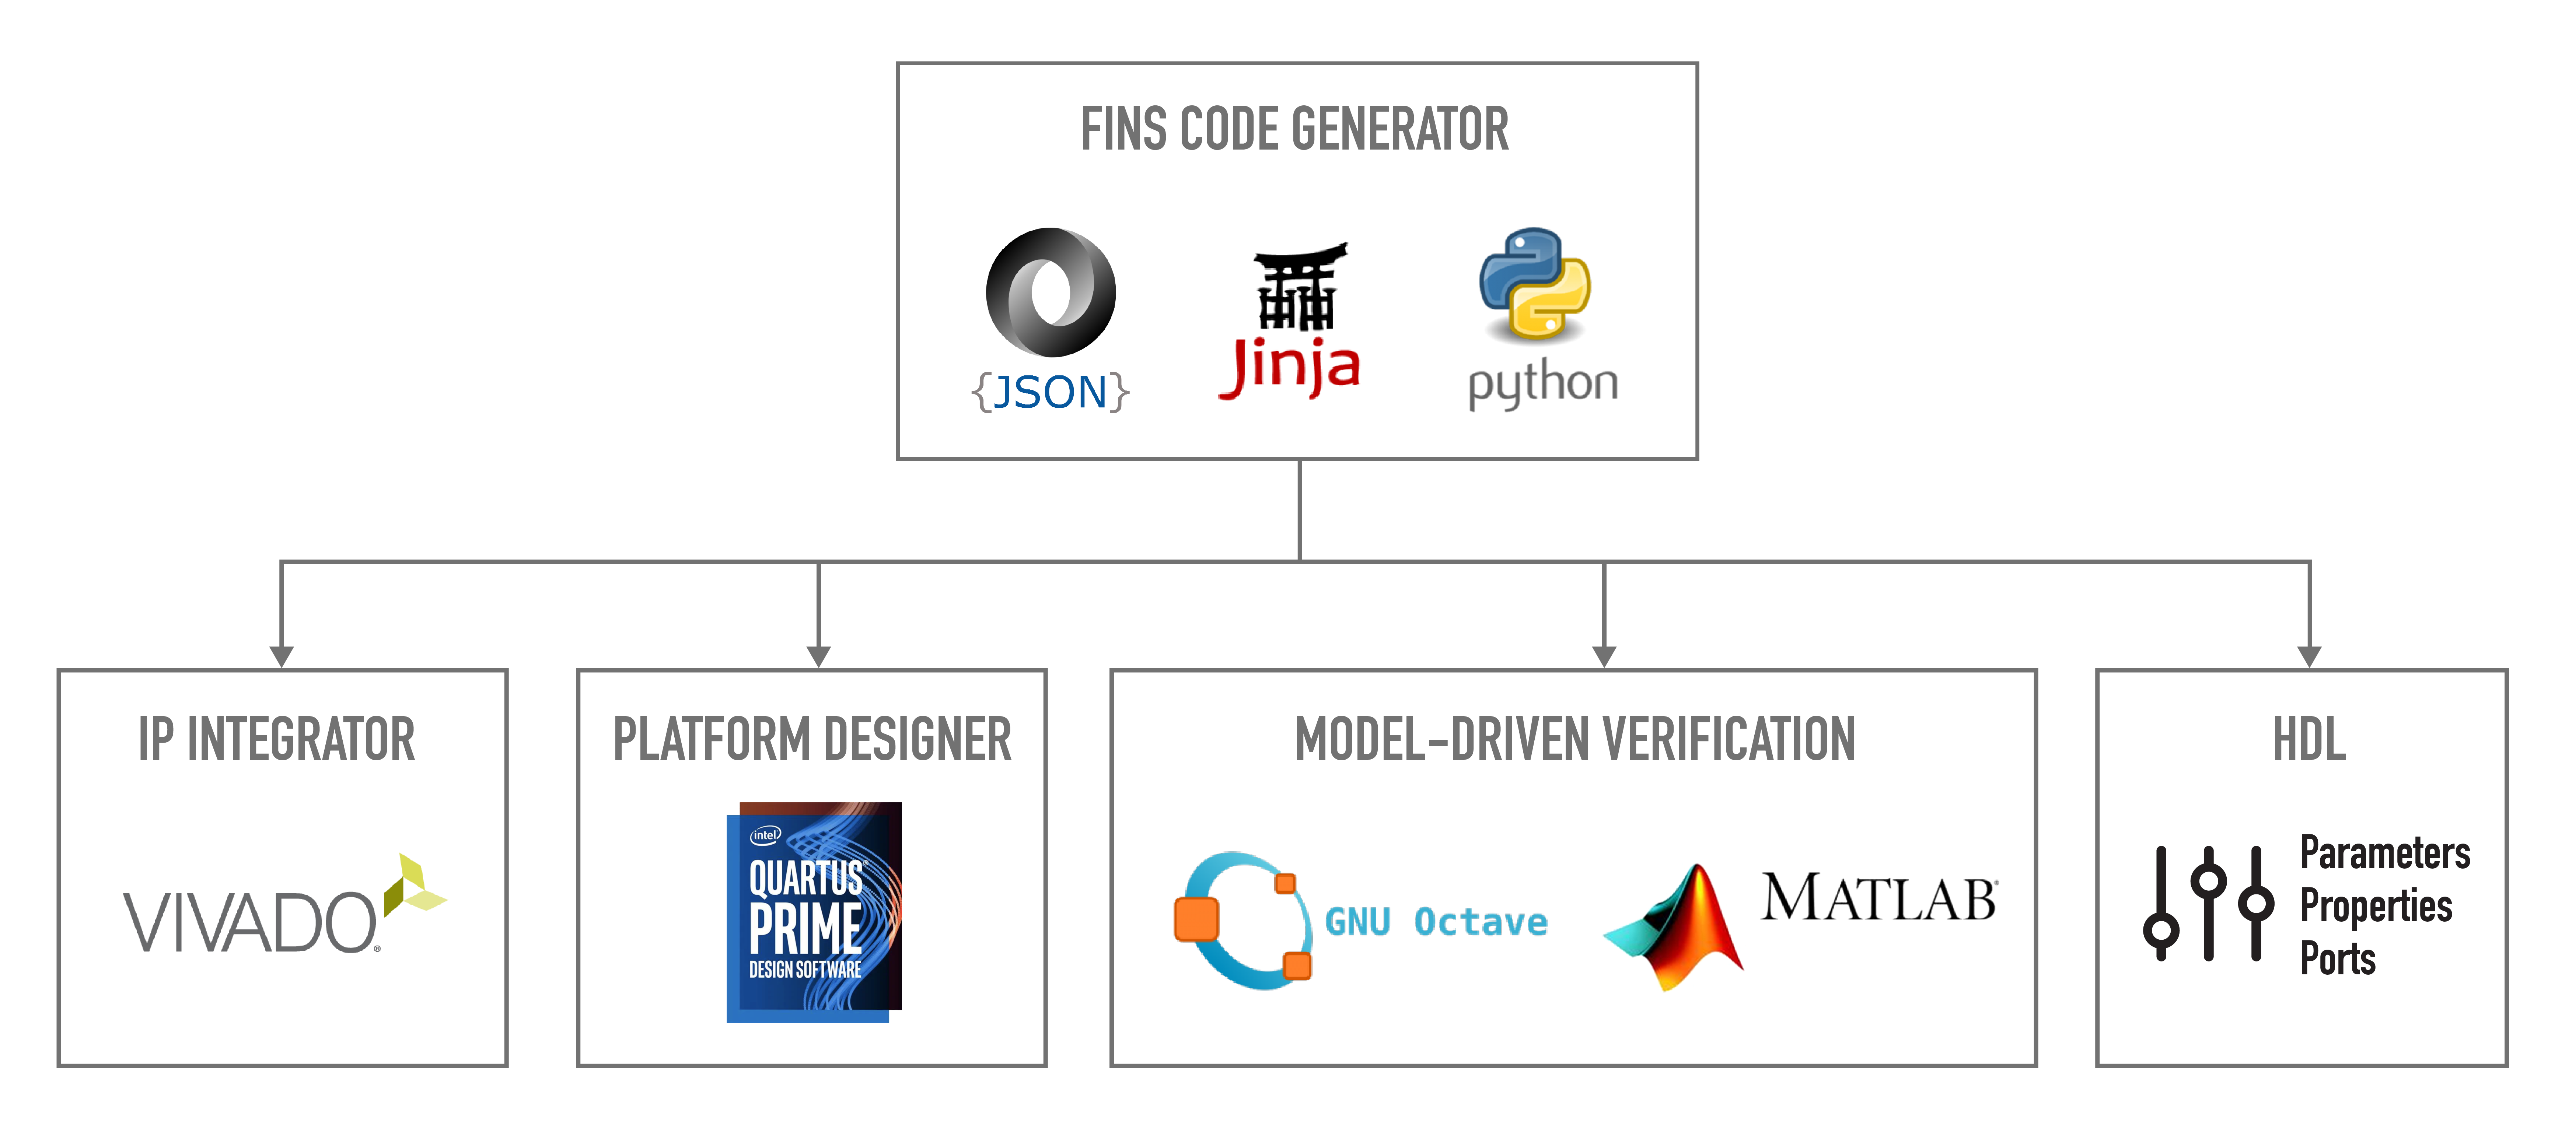 FINS CODE GENERATOR
{JSON}
Jinja
python
IP INTEGRATOR
VIVADO®
PLATFORM DESIGNER
intel
QUARTUS®
PRIME
DESIGN SOFTWARE
MODEL-DRIVEN VERIFICATION
GNU Octave
MATLAB®
HDL
Parameters
Properties
Ports